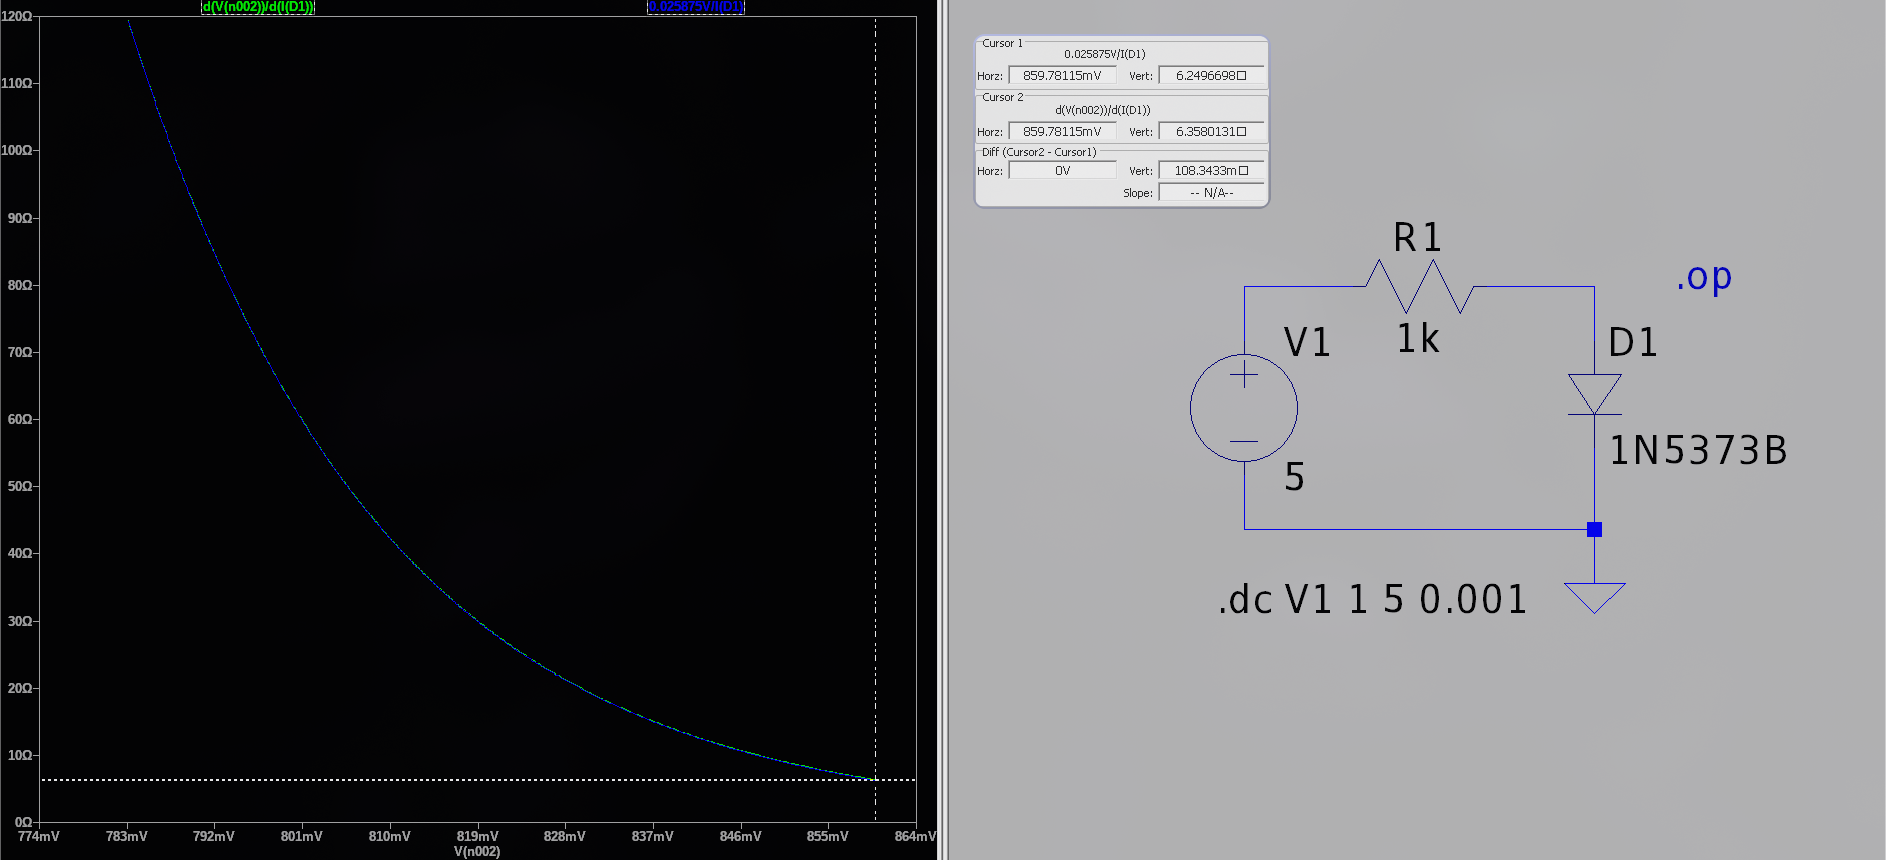 d(V(n002))/d(I(D1))
0.025875V/I(D1)
120Ω
110Ω
100Ω
90Ω
80Ω
70Ω
60Ω
50Ω
40Ω
30Ω
20Ω
10Ω
0Ω
774mV 783mV 792mV 801mV 810mV 819mV 828mV 837mV 846mV 855mV 864mV
V(n002)
Cursor 1
0.025875V/I(D1)
Horz: 859.78115mV Vert: 6.2496698□
Cursor 2
d(V(n002))/d(I(D1))
Horz: 859.78115mV Vert: 6.3580131□
Diff (Cursor2 - Cursor1)
Horz: 0V Vert: 108.3433m□
Slope: -- N/A--
R1
1k
.op
V1
5
D1
1N5373B
.dc V1 1 5 0.001